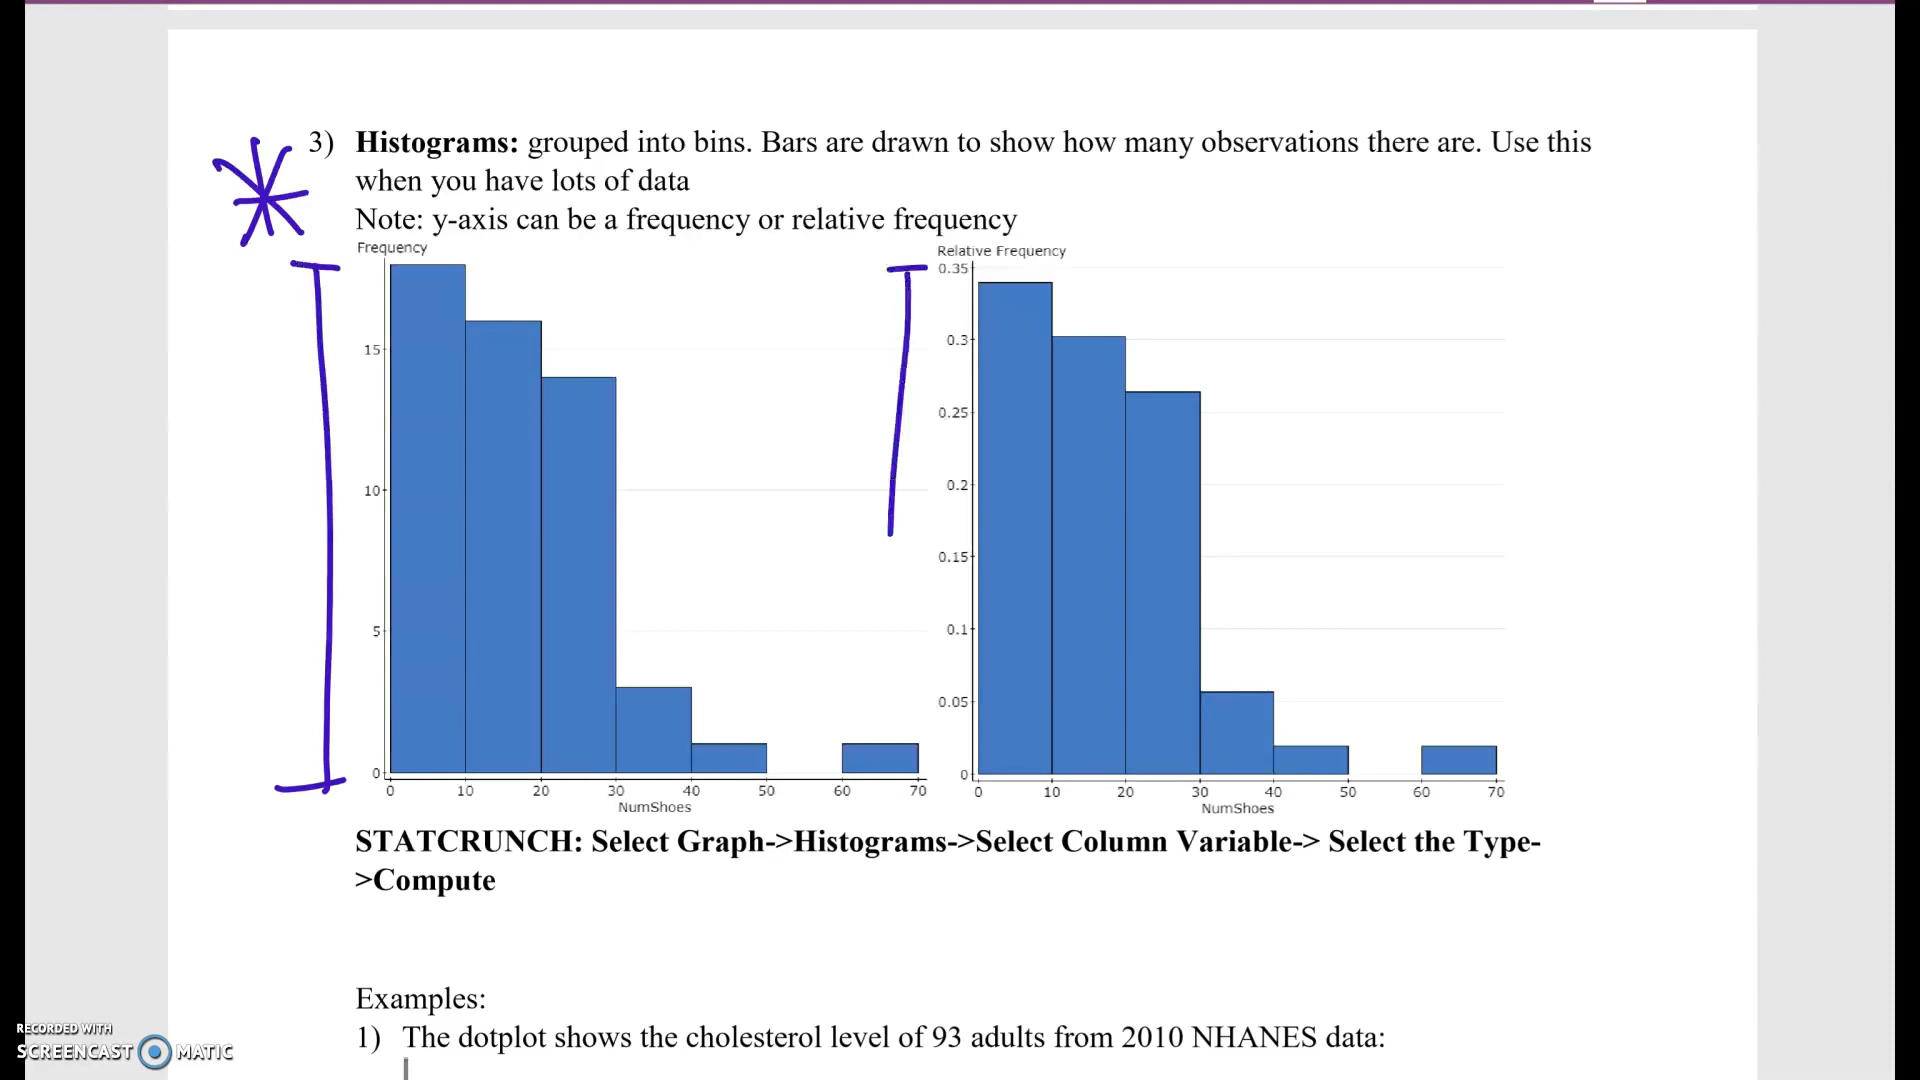 3) Histograms: grouped into bins. Bars are drawn to show how many observations there are. Use this
when you have lots of data
Note: y-axis can be a frequency or relative frequency
Frequency
15
10
5
0
0 10 20 30 40 50 60 70
NumShoes
Relative Frequency
0.35
0.3
0.25
0.2
0.15
0.1
0.05
0
0 10 20 30 40 50 60 70
NumShoes
STATCRUNCH: Select Graph->Histograms->Select Column Variable-> Select the Type-
>Compute
Examples:
1) The dotplot shows the cholesterol level of 93 adults from 2010 NHANES data:
RECORDED WITH
SCREENCAST MATIC